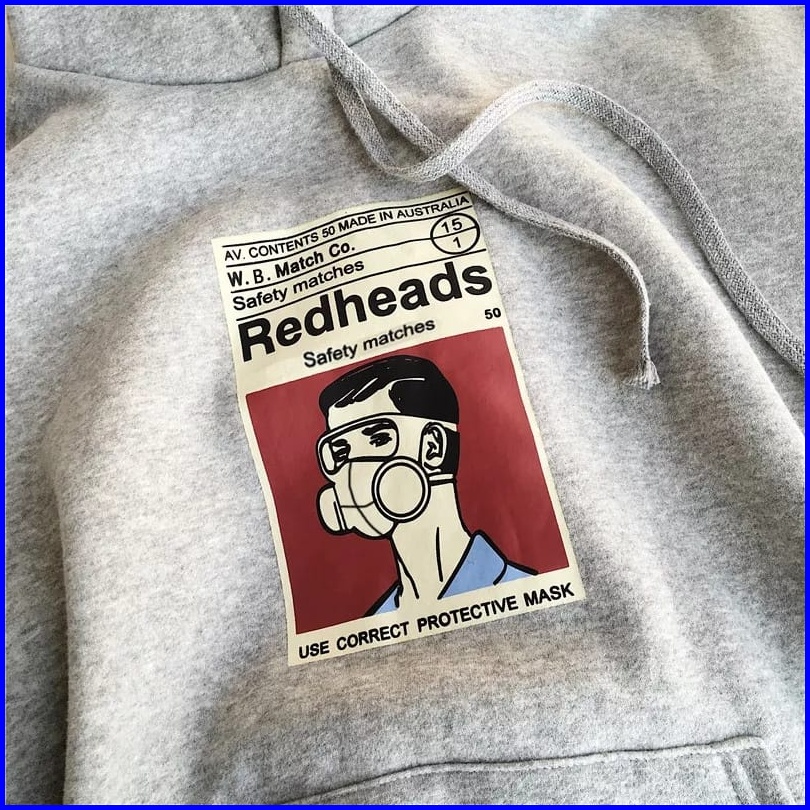 AV. CONTENTS 50 MADE IN AUSTRALIA
W. B. Match Co.
15
1
Safety matches
Redheads
Safety matches
50
USE CORRECT PROTECTIVE MASK